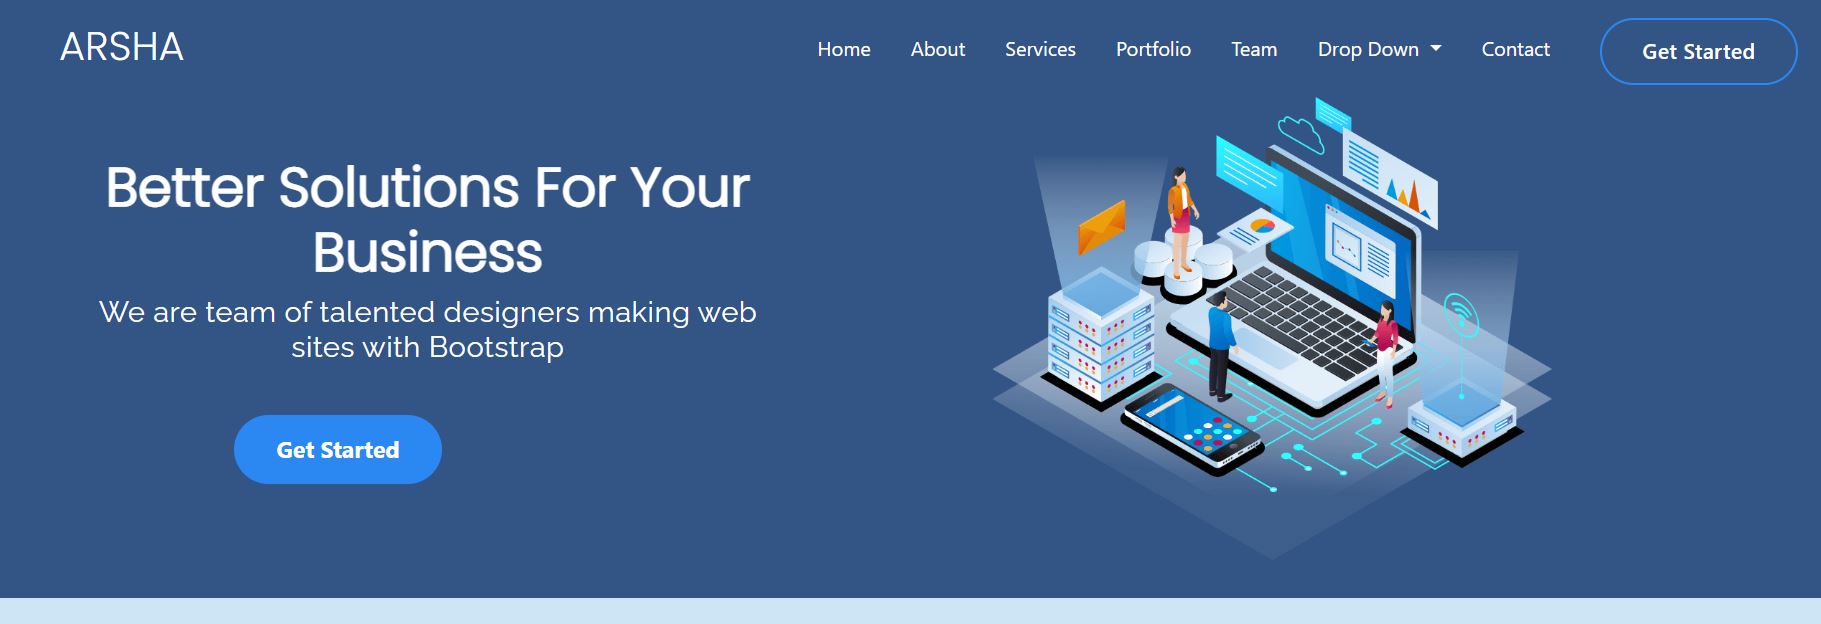 ARSHA
Home About Services Portfolio Team Drop Down Contact Get Started
Better Solutions For Your
Business
We are team of talented designers making web
sites with Bootstrap
Get Started